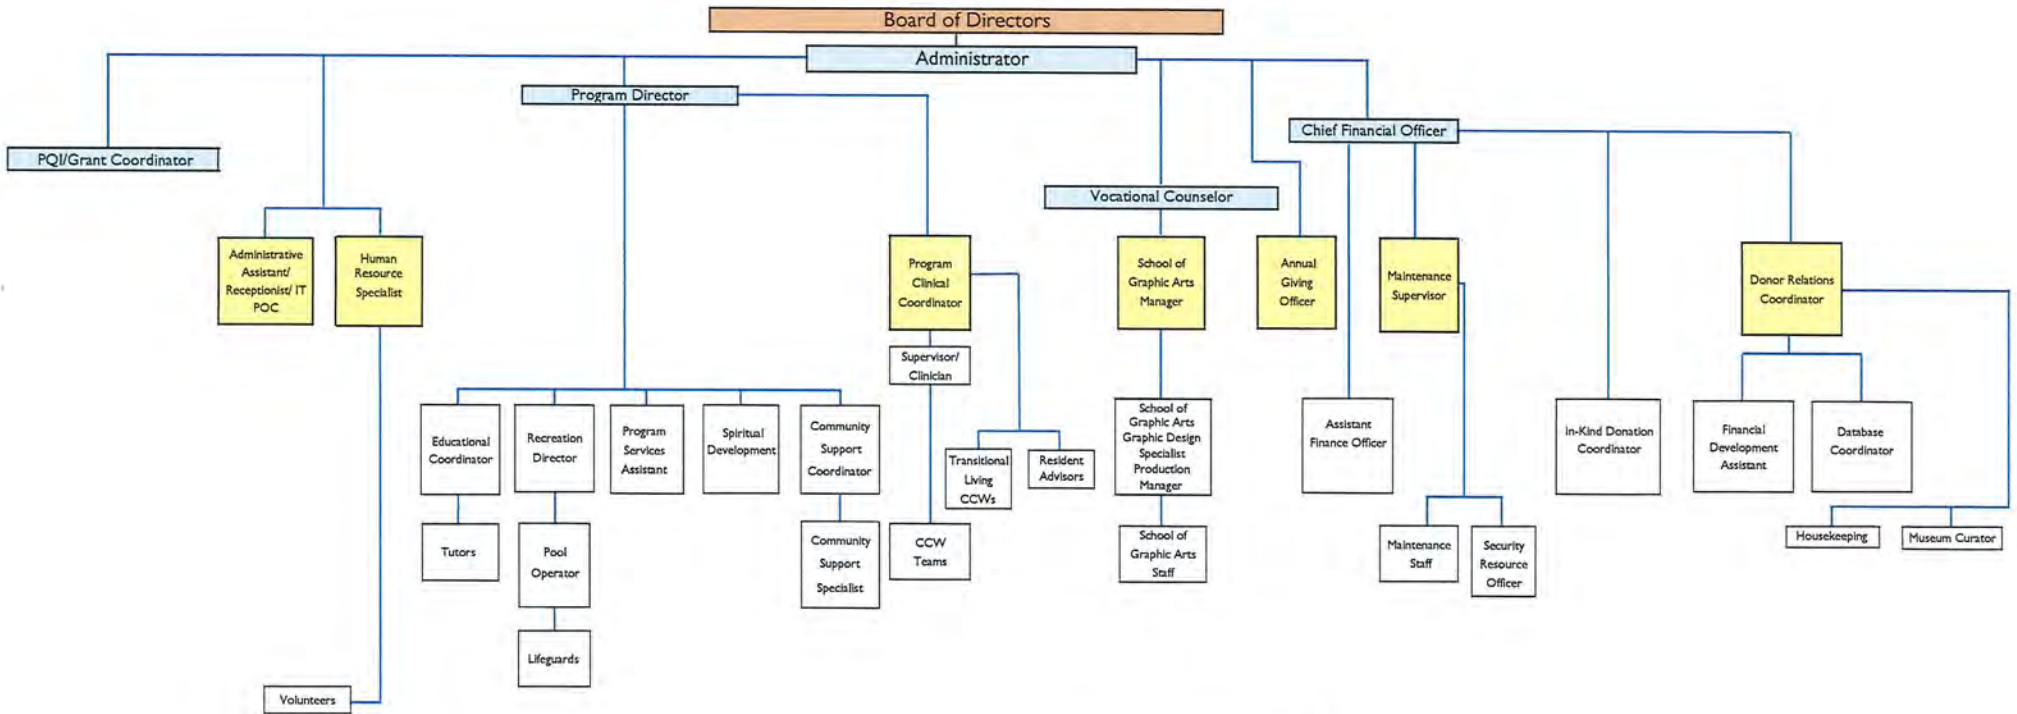 Board of Directors
Administrator
Program Director
Chief Financial Officer
PQI/Grant Coordinator
Vocational Counselor
Administrative
Assistant/
Receptionist/ IT
POC
Human
Resource
Specialist
Program
Clinical
Coordinator
School of
Graphic Arts
Manager
Annual
Giving
Officer
Maintenance
Supervisor
Donor Relations
Coordinator
Supervisor/
Clinician
Educational
Coordinator
Recreation
Director
Program
Services
Assistant
Spiritual
Development
Community
Support
Coordinator
Transitional
Living
CCWs
Resident
Advisors
School of
Graphic Arts
Graphic Design
Specialist
Production
Manager
Assistant
Finance Officer
In-Kind Donation
Coordinator
Financial
Development
Assistant
Database
Coordinator
Tutors
Pool
Operator
Community
Support
Specialist
CCW
Teams
School of
Graphic Arts
Staff
Maintenance
Staff
Security
Resource
Officer
Housekeeping
Museum Curator
Lifeguards
Volunteers